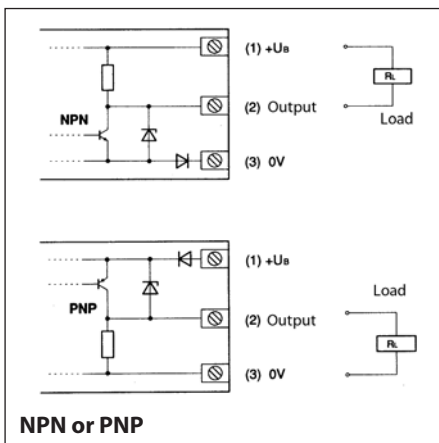 (1) +UB
RL
NPN
(2) Output
Load
(3) 0V
(1) +UB
Load
PNP
(2) Output
RL
(3) 0V
NPN or PNP